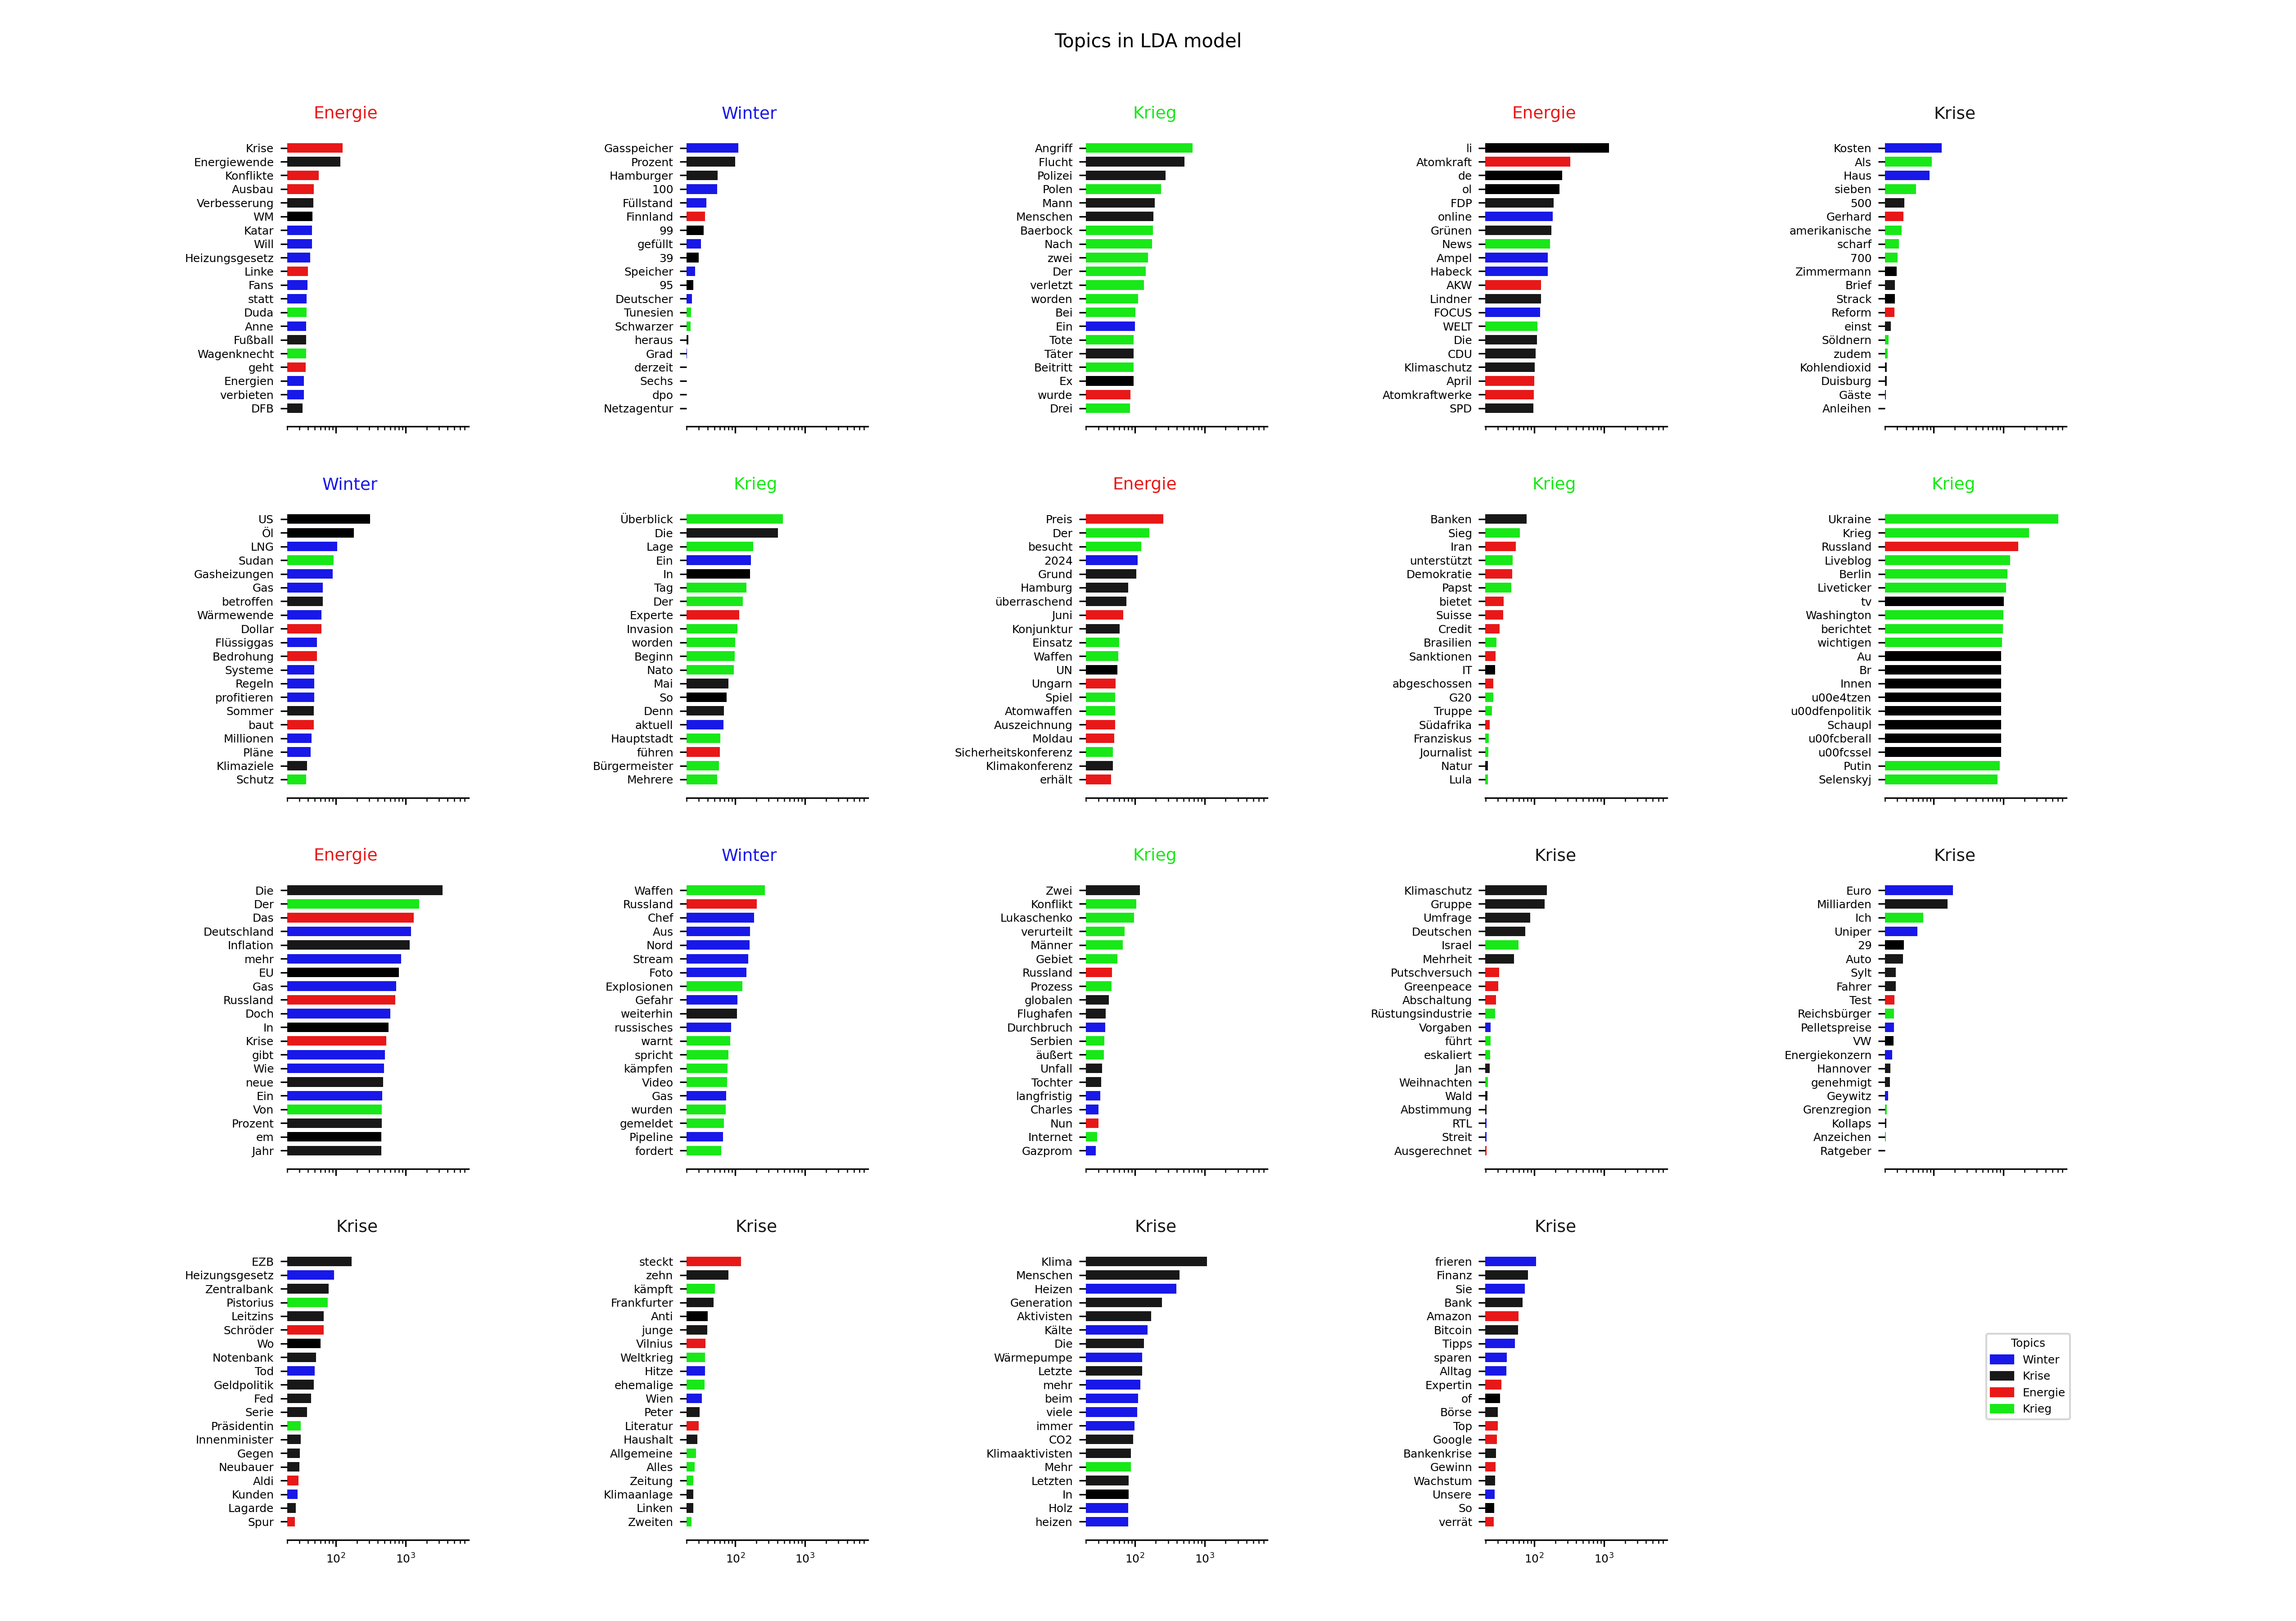 Topics in LDA model
Energie
Krise
Energiewende
Konflikte
Ausbau
Verbesserung
WM
Katar
Will
Heizungsgesetz
Linke
Fans
statt
Duda
Anne
Fußball
Wagenknecht
geht
Energien
verbieten
DFB
Winter
Gasspeicher
Prozent
Hamburger
100
Füllstand
Finnland
99
gefüllt
39
Speicher
95
Deutscher
Tunesien
Schwarzer
heraus
Grad
derzeit
Sechs
dpo
Netzagentur
Krieg
Angriff
Flucht
Polizei
Polen
Mann
Menschen
Baerbock
Nach
zwei
Der
verletzt
worden
Bei
Ein
Tote
Täter
Beitritt
Ex
wurde
Drei
Energie
li
Atomkraft
de
ol
FDP
online
Grünen
News
Ampel
Habeck
AKW
Lindner
FOCUS
WELT
Die
CDU
Klimaschutz
April
Atomkraftwerke
SPD
Krise
Kosten
Als
Haus
sieben
500
Gerhard
amerikanische
scharf
700
Zimmermann
Brief
Strack
Reform
einst
Söldnern
zudem
Kohlendioxid
Duisburg
Gäste
Anleihen
Winter
US
Öl
LNG
Sudan
Gasheizungen
Gas
betroffen
Wärmewende
Dollar
Flüssiggas
Bedrohung
Systeme
Regeln
profitieren
Sommer
baut
Millionen
Pläne
Klimaziele
Schutz
Krieg
Überblick
Die
Lage
Ein
In
Tag
Der
Experte
Invasion
worden
Beginn
Nato
Mai
So
Denn
aktuell
Hauptstadt
führen
Bürgermeister
Mehrere
Energie
Preis
Der
besucht
2024
Grund
Hamburg
überraschend
Juni
Konjunktur
Einsatz
Waffen
UN
Ungarn
Spiel
Atomwaffen
Auszeichnung
Moldau
Sicherheitskonferenz
Klimakonferenz
erhält
Krieg
Banken
Sieg
Iran
unterstützt
Demokratie
Papst
bietet
Suisse
Credit
Brasilien
Sanktionen
IT
abgeschossen
G20
Truppe
Südafrika
Franziskus
Journalist
Natur
Lula
Krieg
Ukraine
Krieg
Russland
Liveblog
Berlin
Liveticker
tv
Washington
berichtet
wichtigen
Au
Br
Innen
u00e4tzen
u00dfenpolitik
Schaupl
u00fcberall
u00fcssel
Putin
Selenskyj
Energie
Die
Der
Das
Deutschland
Inflation
mehr
EU
Gas
Russland
Doch
In
Krise
gibt
Wie
neue
Ein
Von
Prozent
em
Jahr
Winter
Waffen
Russland
Chef
Aus
Nord
Stream
Foto
Explosionen
Gefahr
weiterhin
russisches
warnt
spricht
kämpfen
Video
Gas
wurden
gemeldet
Pipeline
fordert
Krieg
Zwei
Konflikt
Lukaschenko
verurteilt
Männer
Gebiet
Russland
Prozess
globalen
Flughafen
Durchbruch
Serbien
äußert
Unfall
Tochter
langfristig
Charles
Nun
Internet
Gazprom
Krise
Klimaschutz
Gruppe
Umfrage
Deutschen
Israel
Mehrheit
Putschversuch
Greenpeace
Abschaltung
Rüstungsindustrie
Vorgaben
führt
eskaliert
Jan
Weihnachten
Wald
Abstimmung
RTL
Streit
Ausgerechnet
Krise
Euro
Milliarden
Ich
Uniper
29
Auto
Sylt
Fahrer
Test
Reichsbürger
Pelletspreise
VW
Energiekonzern
Hannover
genehmigt
Geywitz
Grenzregion
Kollaps
Anzeichen
Ratgeber
Krise
EZB
Heizungsgesetz
Zentralbank
Pistorius
Leitzins
Schröder
Wo
Notenbank
Tod
Geldpolitik
Fed
Serie
Präsidentin
Innenminister
Gegen
Neubauer
Aldi
Kunden
Lagarde
Spur
10² 10³
Krise
steckt
zehn
kämpft
Frankfurter
Anti
junge
Vilnius
Weltkrieg
Hitze
ehemalige
Wien
Peter
Literatur
Haushalt
Allgemeine
Alles
Zeitung
Klimaanlage
Linken
Zweiten
10² 10³
Krise
Klima
Menschen
Heizen
Generation
Aktivisten
Kälte
Die
Wärmepumpe
Letzte
mehr
beim
viele
immer
CO2
Klimaaktivisten
Mehr
Letzten
In
Holz
heizen
10² 10³
Krise
frieren
Finanz
Sie
Bank
Amazon
Bitcoin
Tipps
sparen
Alltag
Expertin
of
Börse
Top
Google
Bankenkrise
Gewinn
Wachstum
Unsere
So
verrät
10² 10³
Topics
Winter
Krise
Energie
Krieg